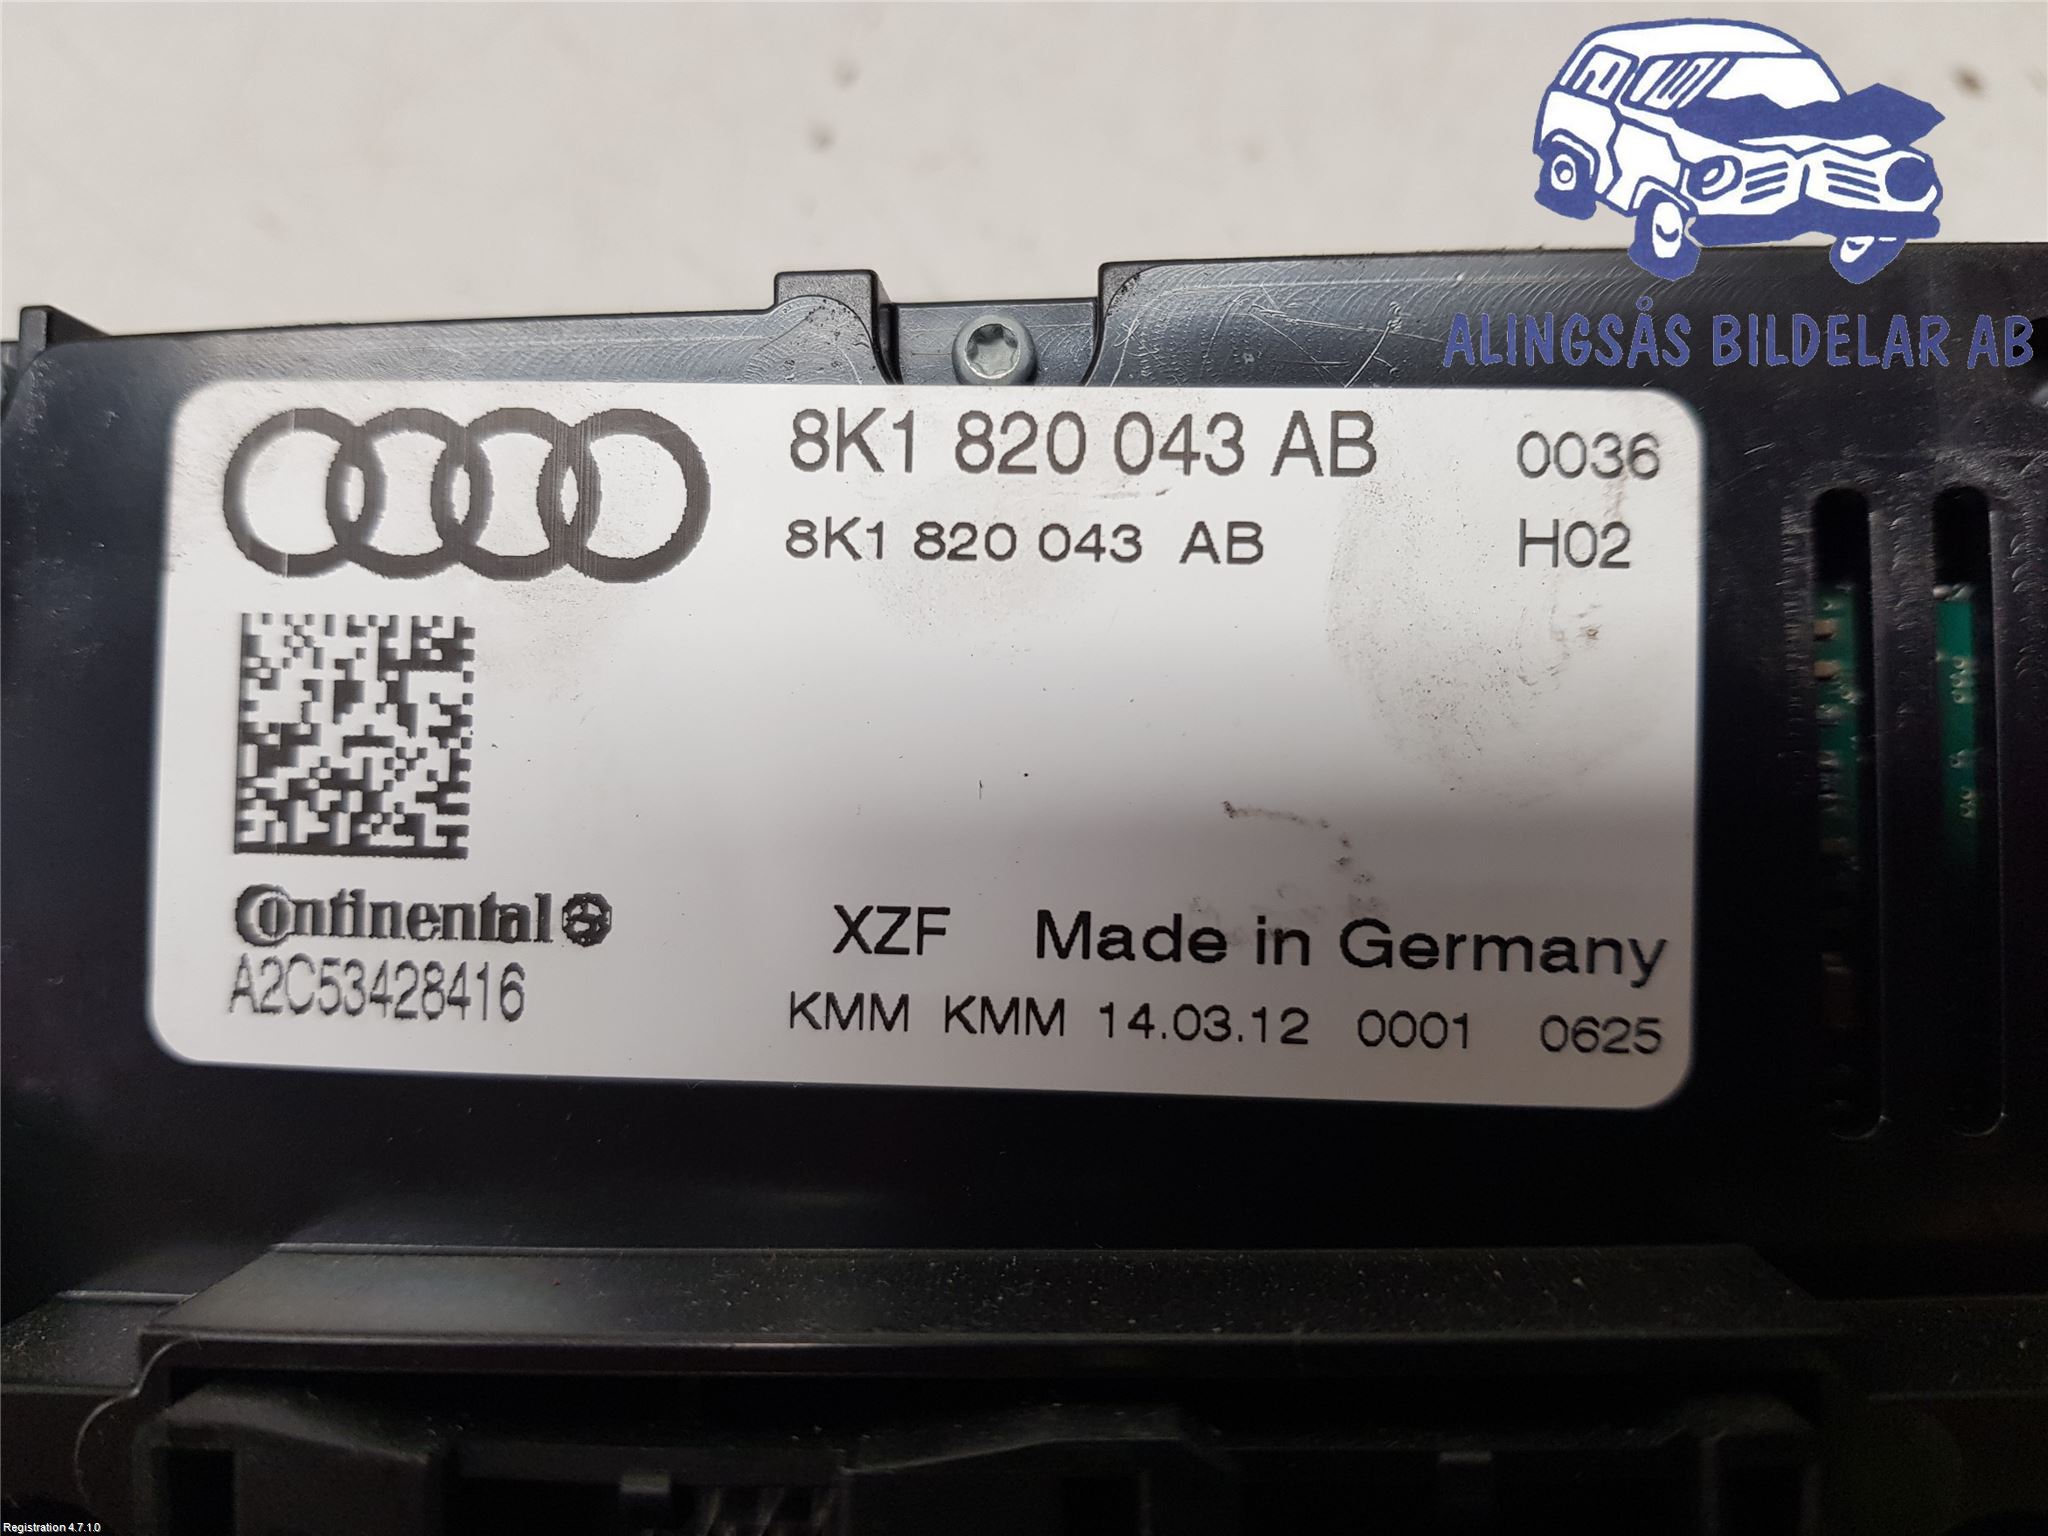 ALINGSÅS BILDELAR AB
8K1 820 043 AB 0036
8K1 820 043 AB H02
Continental
A2C53428416
XZF Made in Germany
KMM KMM 14.03.12 0001 0625
Registration 4.7.1.0